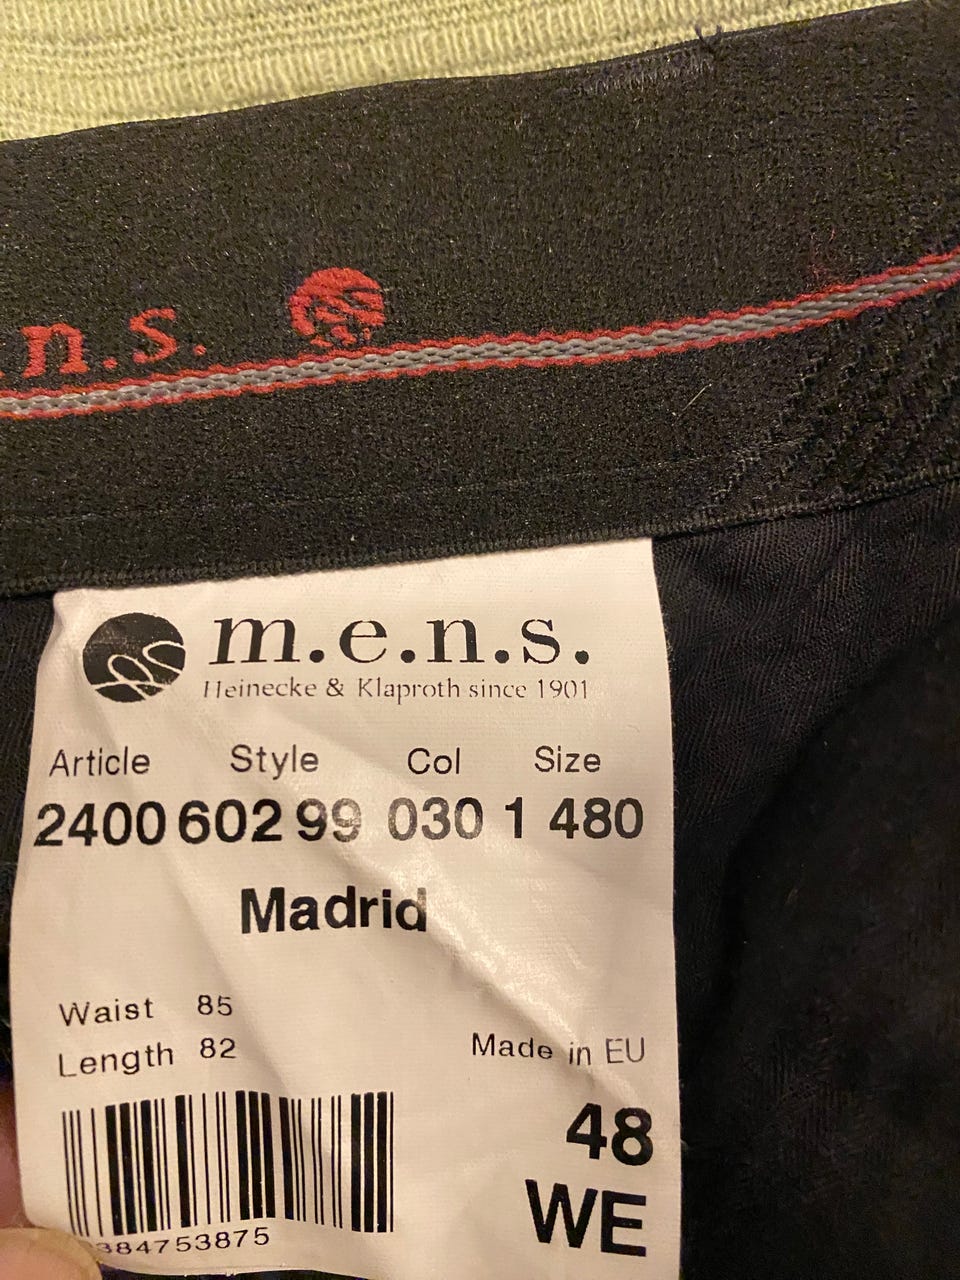 n.s.
m.e.n.s.
Heinecke & Klaproth since 1901
Article Style Col Size
2400 602 99 030 1 480
Madrid
Waist 85
Length 82
Made in EU
384753875
48
WE